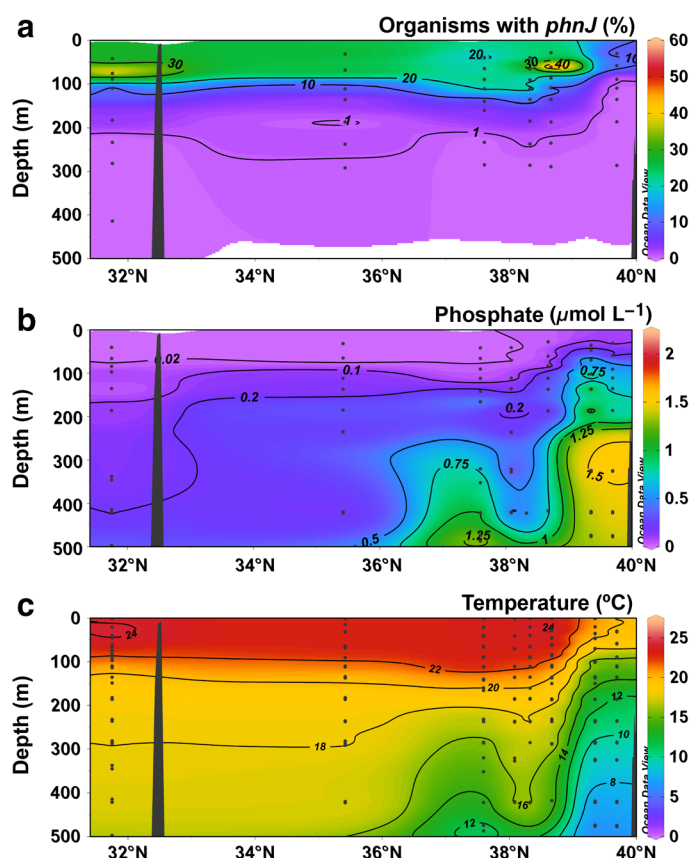 a
Organisms with phnJ (%)
0
100
200
300
400
500
Depth (m)
30
20
10
1
1
20
30
40
10
60
50
40
30
20
10
0
Ocean Data View
32°N
34°N
36°N
38°N
40°N
b
Phosphate (μmol L–1)
0
100
200
300
400
500
Depth (m)
0.02
0.1
0.2
0.2
0.75
0.75
1.25
1.5
0.5
1.25
1
2
1.5
1
0.5
0
Ocean Data View
32°N
34°N
36°N
38°N
40°N
c
Temperature (ºC)
0
100
200
300
400
500
Depth (m)
24
24
22
20
18
16
14
12
12
10
8
25
20
15
10
5
0
Ocean Data View
32°N
34°N
36°N
38°N
40°N